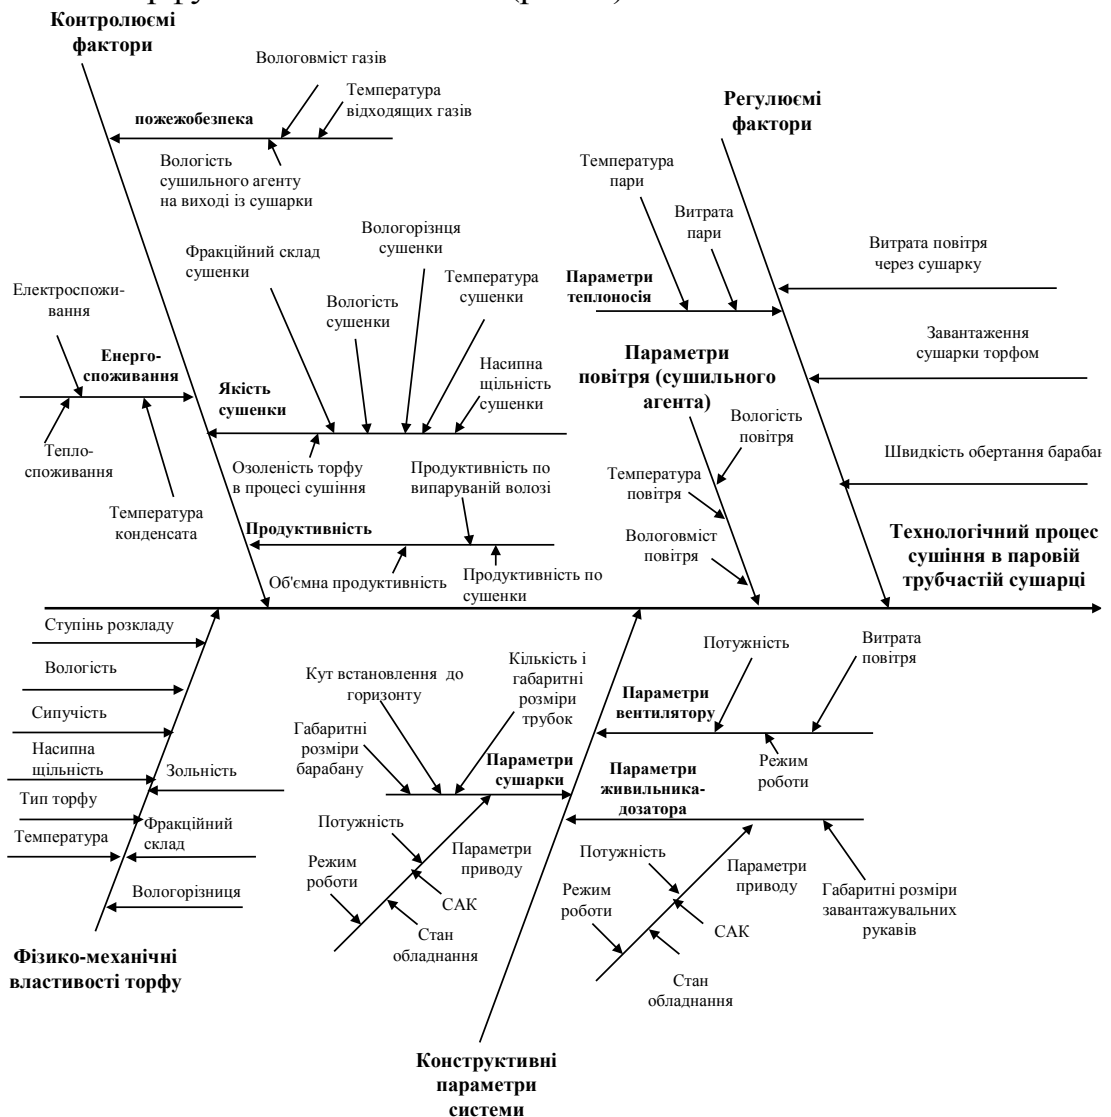 Контролюємі
фактори
Вологовміст газів
Температура
відходящих газів
пожежобезпека
Вологість
сушильного агенту
на виході із сушарки
Регулюємі
фактори
Температура
пари
Витрата
пари
Параметри
теплоносія
Витрата повітря
через сушарку
Завантаження
сушарки торфом
Швидкість обертання барабан
Параметри
повітря (сушильного
агента)
Вологість
повітря
Температура
повітря
Вологовміст
повітря
Фракційний склад
сушенки
Вологорізнця
сушенки
Вологість
сушенки
Температура
сушенки
Насипна
щільність
сушенки
Якість
сушенки
Озоленість торфу
в процесі сушіння
Електроспожи-
вання
Енерго-
споживання
Тепло-
споживання
Температура
конденсата
Продуктивність по
випаруваній волозі
Продуктивність
Об'ємна продуктивність
Продуктивність по
сушенки
Технологічний процес
сушіння в паровій
трубчастій сушарці
Ступінь розкладу
Вологість
Сипучість
Насипна
щільність
Зольність
Тип торфу
Фракційний
склад
Температура
Вологорізниця
Фізико-механічні
властивості торфу
Кут встановлення до
горизонту
Кількість і
габаритні
розміри
трубок
Габаритні
розміри
барабану
Параметри
сушарки
Потужність
Режим
роботи
Параметри
приводу
САК
Стан
обладнання
Потужність
Витрата
повітря
Параметри
вентилятору
Режим
роботи
Параметри
живильника-
дозатора
Потужність
Режим
роботи
Параметри
приводу
САК
Стан
обладнання
Габаритні розміри
завантажувальних
рукавів
Конструктивні
параметри
системи